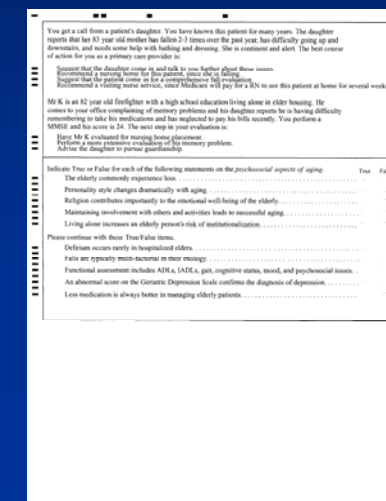 You get a call from a patient's daughter. You have known this patient for many years. The daughter
reports that her 83 year old mother has fallen 2-3 times over the past year, has difficulty going up and
downstairs, and needs some help with bathing and dressing. She is continent and alert. The best course
of action for you as a primary care provider is:
Suggest that the daughter come in and talk to you further about these issues.
Recommend a nursing home for this patient, since she is falling.
Suggest that the patient come in for a comprehensive fall evaluation.
Recommend a visiting nurse service, since Medicare will pay for a RN to see this patient at home for several week
Mr K is an 82 year old firefighter with a high school education living alone in elder housing. He
comes to your office complaining of memory problems and his daughter reports he is having difficulty
remembering to take his medications and has neglected to pay his bills recently. You perform a
MMSE and his score is 24. The next step in your evaluation is:
Have Mr K evaluated for nursing home placement.
Perform a more extensive evaluation of his memory problem.
Advise the daughter to pursue guardianship.
Indicate True or False for each of the following statements on the psychosocial aspects of aging. True Fal
The elderly commonly experience loss.
Personality style changes dramatically with aging.
Religion contributes importantly to the emotional well-being of the elderly.
Maintaining involvement with others and activities leads to successful aging.
Living alone increases an elderly person's risk of institutionalization.
Please continue with these True/False items.
Delirium occurs rarely in hospitalized elders.
Falls are typically multi-factorial in their etiology.
Functional assessment includes ADLs, IADLs, gait, cognitive status, mood, and psychosocial issues.
An abnormal score on the Geriatric Depression Scale confirms the diagnosis of depression.
Less medication is always better in managing elderly patients.